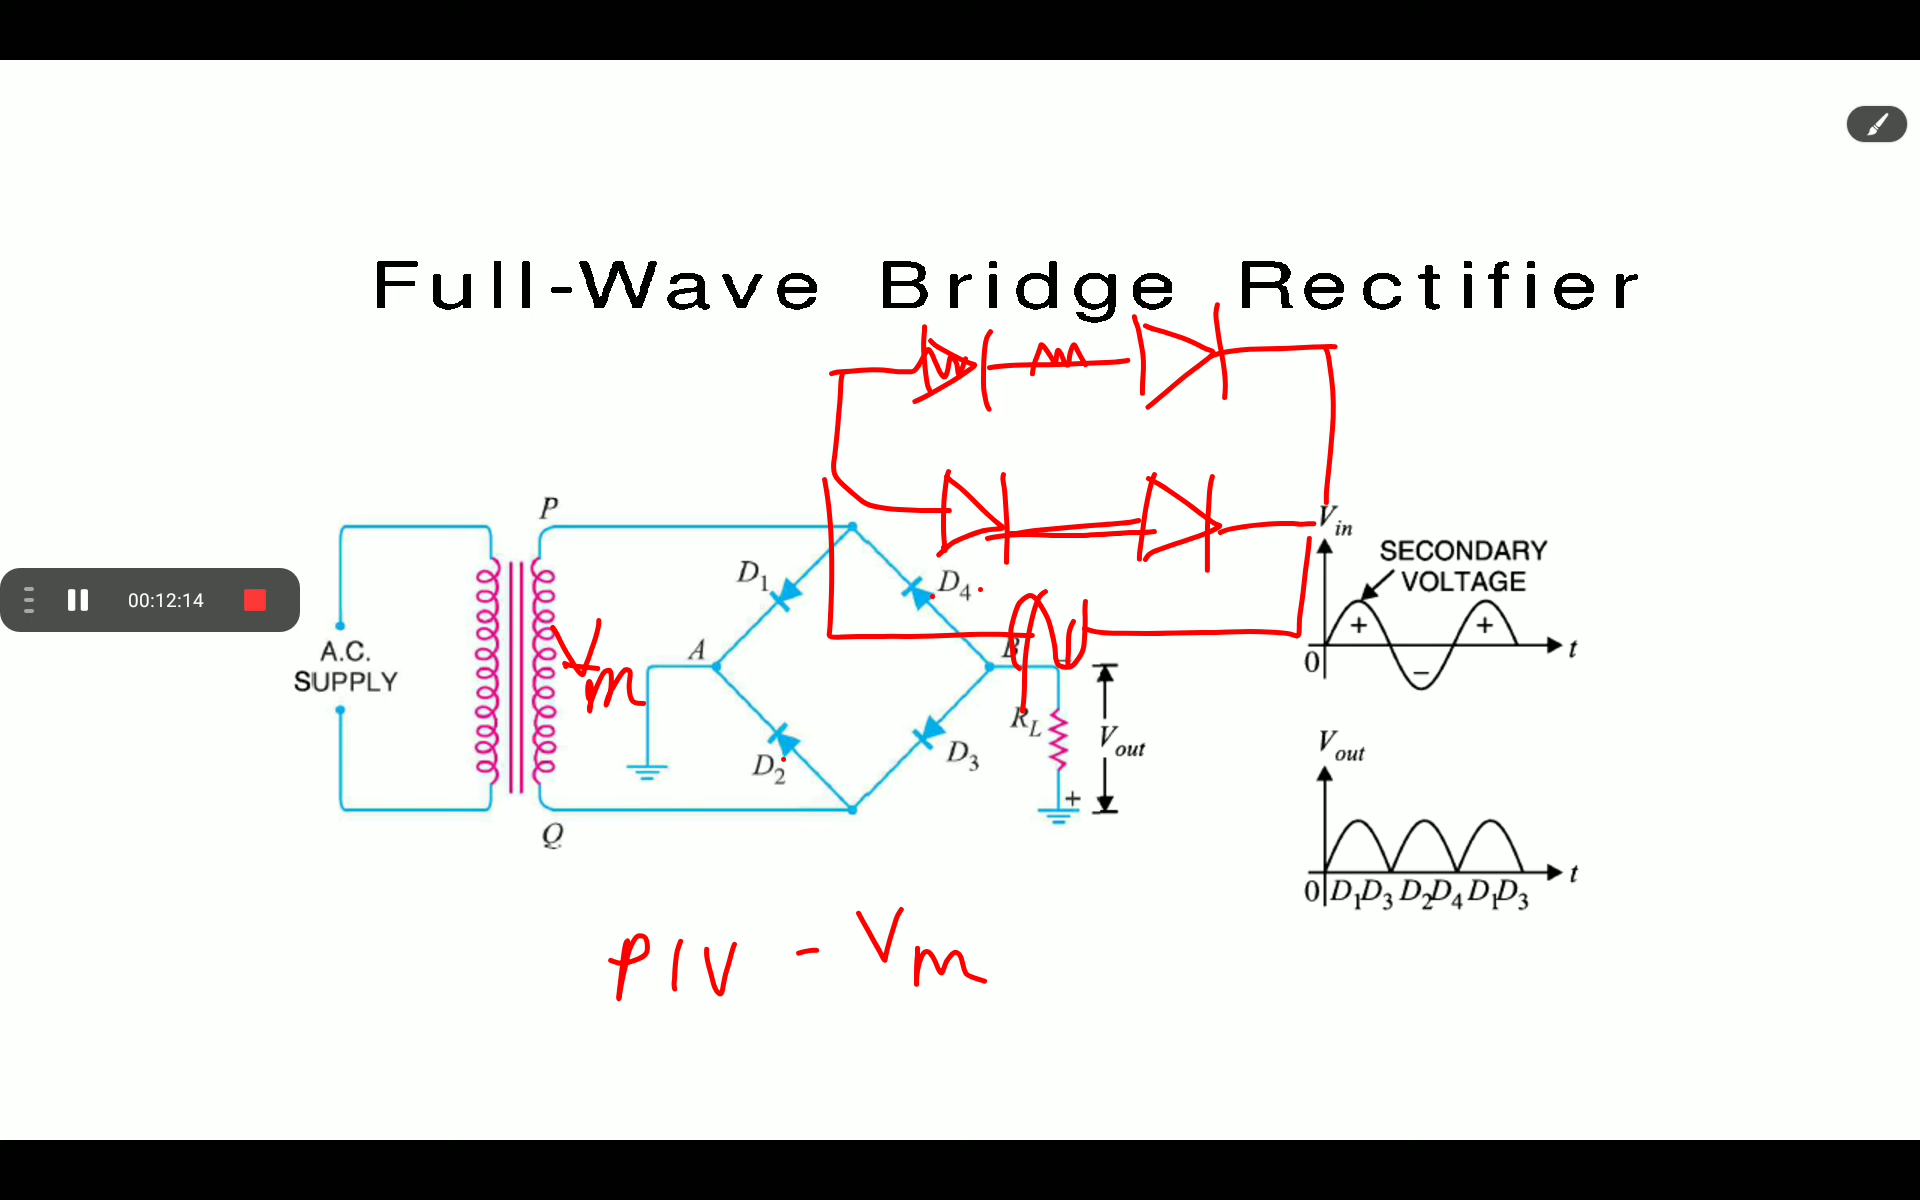 Full-Wave Bridge Rectifier
00:12:14
A.C.
SUPPLY
P
Q
Vm
A
B
D1
D2
D3
D4
RL
Vout
+
Vin
SECONDARY
VOLTAGE
+ +
−
0 t
Vout
0 D1D3 D2D4 D1D3 t
PIV - Vm